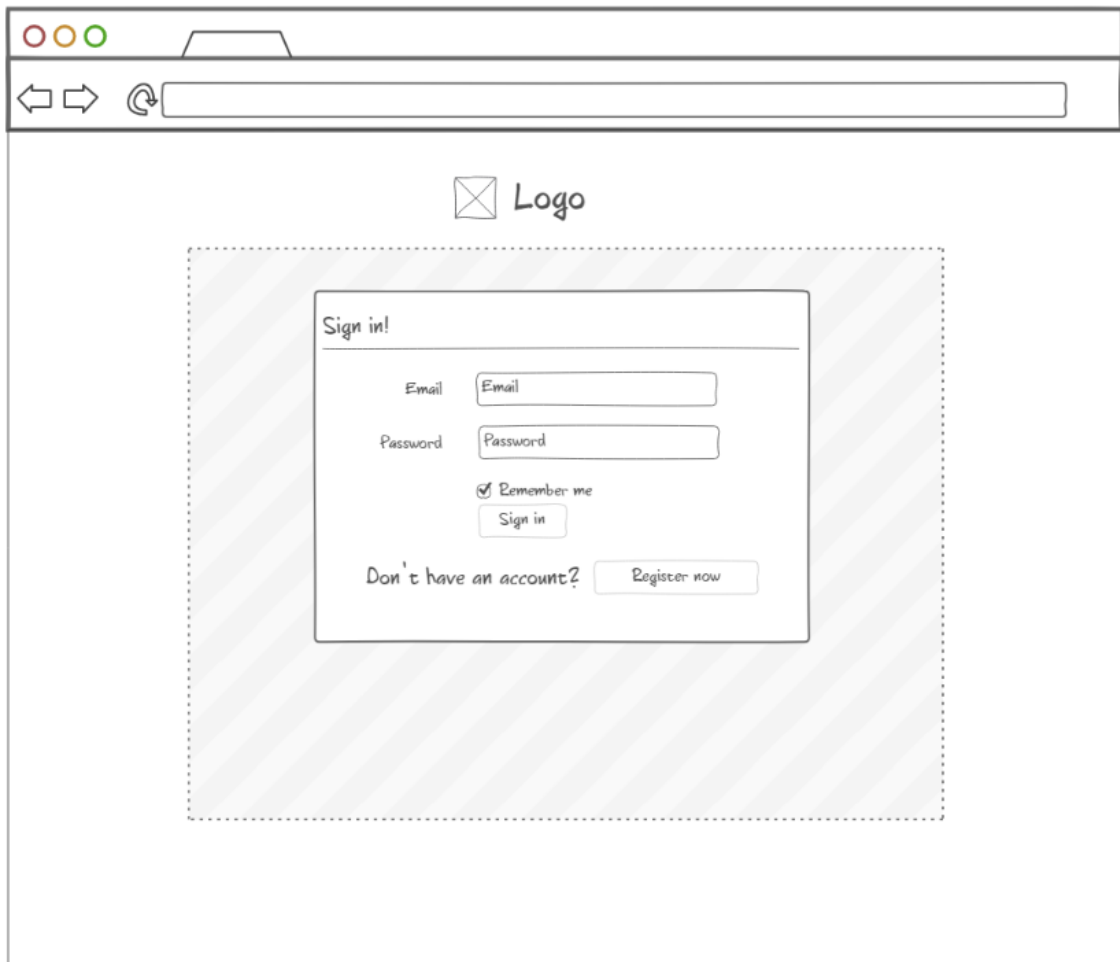 Logo
Sign in!
Email Email
Password Password
Remember me
Sign in
Don't have an account? Register now